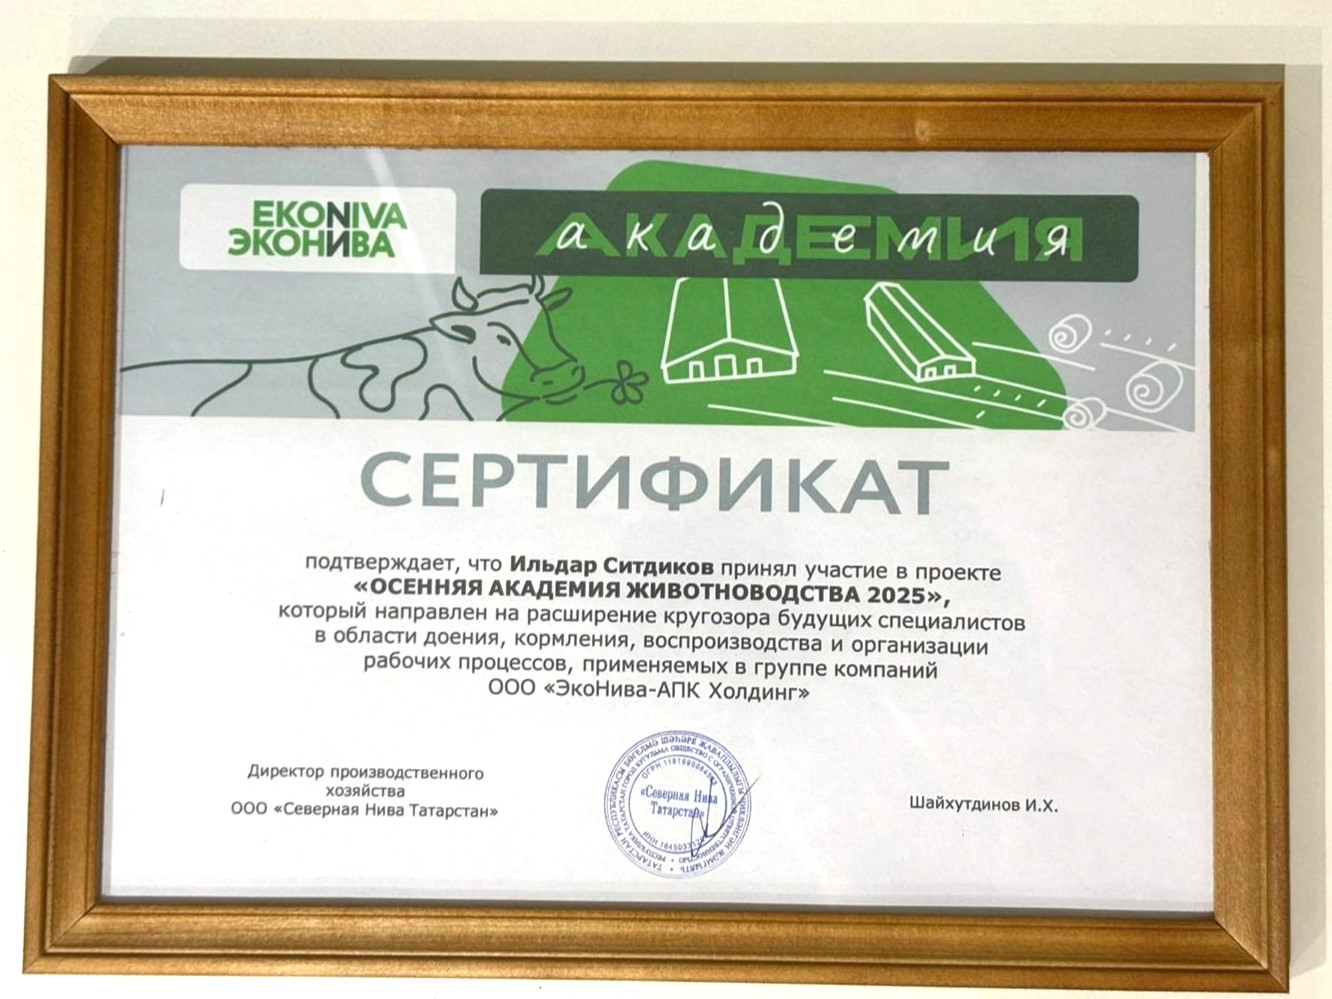 EKONIVA
ЭКОНИВА
АКАДЕМИЯ
академия
СЕРТИФИКАТ
подтверждает, что Ильдар Ситдиков принял участие в проекте
«ОСЕННЯЯ АКАДЕМИЯ ЖИВОТНОВОДСТВА 2025»,
который направлен на расширение кругозора будущих специалистов
в области доения, кормления, воспроизводства и организации
рабочих процессов, применяемых в группе компаний
ООО «ЭкоНива-АПК Холдинг»
Директор производственного
хозяйства
ООО «Северная Нива Татарстан»
«Северная Нива
Татарстан»
Шайхутдинов И.Х.